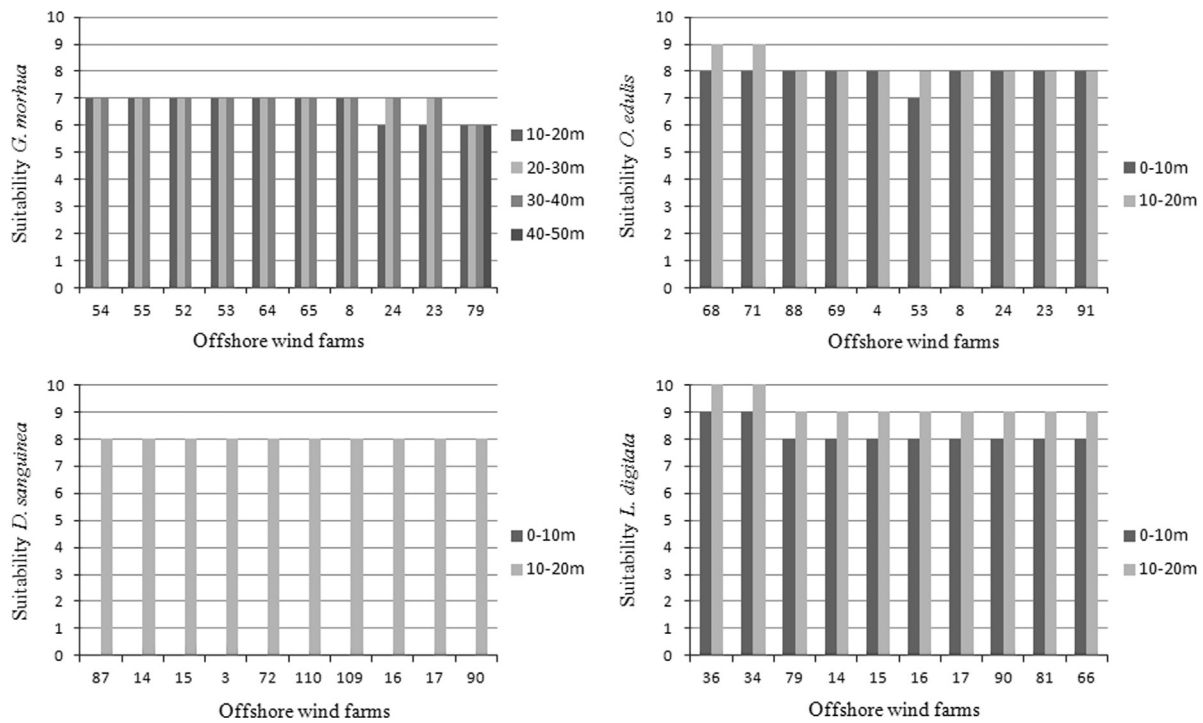 Suitability G. morhua
10
9
8
7
6
5
4
3
2
1
0
54 55 52 53 64 65 8 24 23 79
Offshore wind farms
10-20m
20-30m
30-40m
40-50m
Suitability O. edulis
10
9
8
7
6
5
4
3
2
1
0
68 71 88 69 4 53 8 24 23 91
Offshore wind farms
0-10m
10-20m
Suitability D. sanguinea
10
9
8
7
6
5
4
3
2
1
0
87 14 15 3 72 110 109 16 17 90
Offshore wind farms
0-10m
10-20m
Suitability L. digitata
10
9
8
7
6
5
4
3
2
1
0
36 34 79 14 15 16 17 90 81 66
Offshore wind farms
0-10m
10-20m